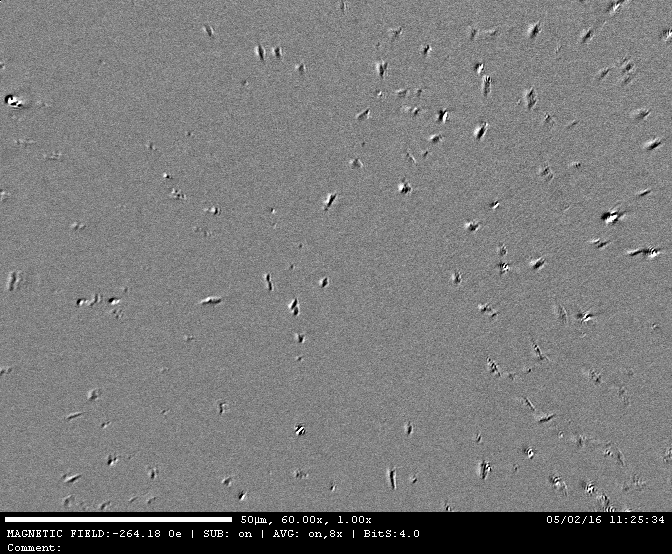 50µm, 60.00x, 1.00x 05/02/16 11:25:34
MAGNETIC FIELD:-264.18 Oe | SUB: on | AVG: on,8x | BitS:4.0
Comment: